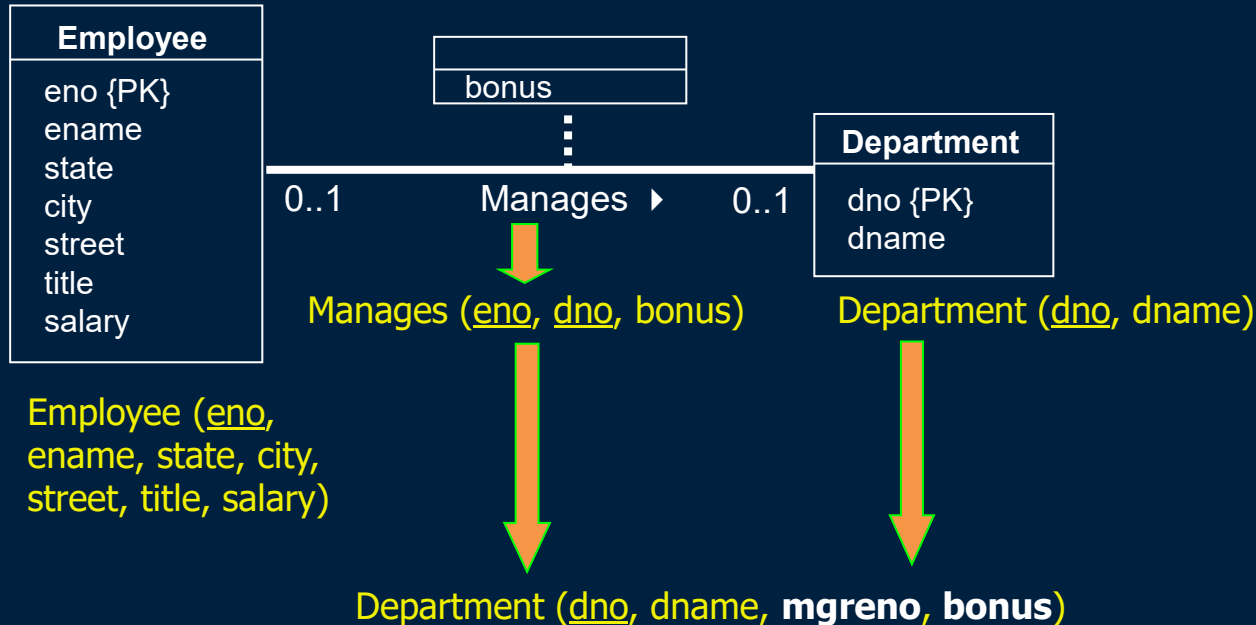 Employee
eno {PK}
ename
state
city
street
title
salary
bonus
Department
dno {PK}
dname
0..1
Manages
0..1
Manages (eno, dno, bonus)
Department (dno, dname)
Employee (eno,
ename, state, city,
street, title, salary)
Department (dno, dname, mgreno, bonus)